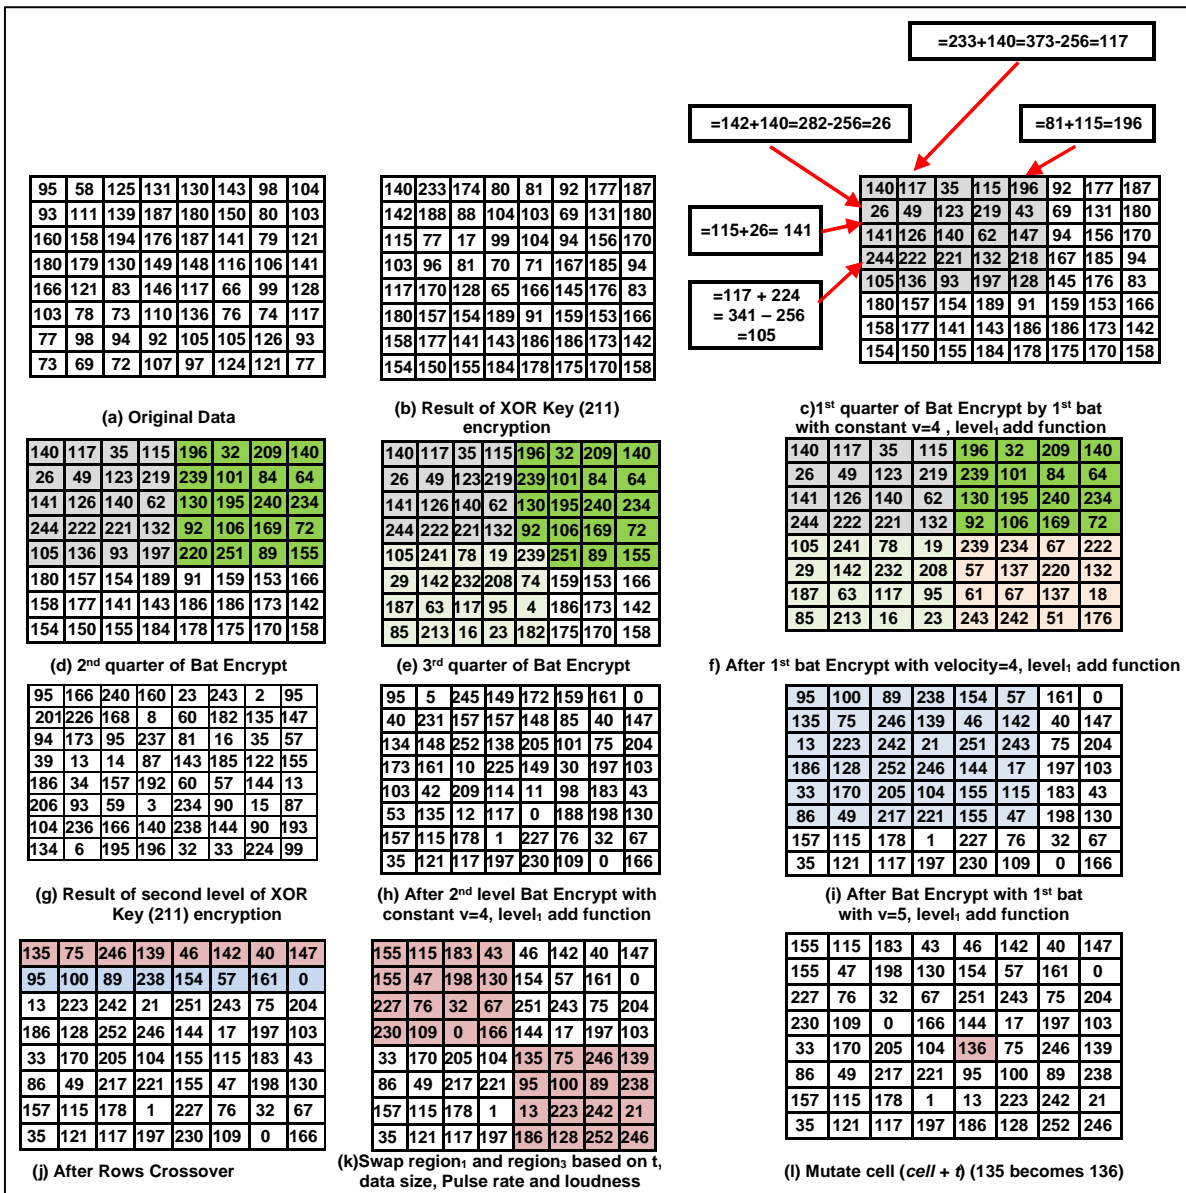 =233+140=373-256=117
=142+140=282-256=26
=81+115=196
=115+26= 141
=117 + 224
= 341 – 256
=105
95 58 125 131 130 143 98 104
93 111 139 187 180 150 80 103
160 158 194 176 187 141 79 121
180 179 130 149 148 116 106 141
166 121 83 146 117 66 99 128
103 78 73 110 136 76 74 117
77 98 94 92 105 105 126 93
73 69 72 107 97 124 121 77
(a) Original Data
140 233 174 80 81 92 177 187
142 188 88 104 103 69 131 180
115 77 17 99 104 94 156 170
103 96 81 70 71 167 185 94
117 170 128 65 166 145 176 83
180 157 154 189 91 159 153 166
158 177 141 143 186 186 173 142
154 150 155 184 178 175 170 158
(b) Result of XOR Key (211)
encryption
140 117 35 115 196 92 177 187
26 49 123 219 43 69 131 180
141 126 140 62 147 94 156 170
244 222 221 132 218 167 185 94
105 136 93 197 128 145 176 83
180 157 154 189 91 159 153 166
158 177 141 143 186 186 173 142
154 150 155 184 178 175 170 158
c)1st quarter of Bat Encrypt by 1st bat
with constant v=4 , level1 add function
140 117 35 115 196 32 209 140
26 49 123 219 239 101 84 64
141 126 140 62 130 195 240 234
244 222 221 132 92 106 169 72
105 136 93 197 220 251 89 155
180 157 154 189 91 159 153 166
158 177 141 143 186 186 173 142
154 150 155 184 178 175 170 158
(d) 2nd quarter of Bat Encrypt
140 117 35 115 196 32 209 140
26 49 123 219 239 101 84 64
141 126 140 62 130 195 240 234
244 222 221 132 92 106 169 72
105 241 78 19 239 251 89 155
29 142 232 208 74 159 153 166
187 63 117 95 4 186 173 142
85 213 16 23 182 175 170 158
(e) 3rd quarter of Bat Encrypt
140 117 35 115 196 32 209 140
26 49 123 219 239 101 84 64
141 126 140 62 130 195 240 234
244 222 221 132 92 106 169 72
105 241 78 19 239 234 67 222
29 142 232 208 57 137 220 132
187 63 117 95 61 67 137 18
85 213 16 23 243 242 51 176
f) After 1st bat Encrypt with velocity=4, level1 add function
95 166 240 160 23 243 2 95
201 226 168 8 60 182 135 147
94 173 95 237 81 16 35 57
39 13 14 87 143 185 122 155
186 34 157 192 60 57 144 13
206 93 59 3 234 90 15 87
104 236 166 140 238 144 90 193
134 6 195 196 32 33 224 99
(g) Result of second level of XOR
Key (211) encryption
95 5 245 149 172 159 161 0
40 231 157 157 148 85 40 147
134 148 252 138 205 101 75 204
173 161 10 225 149 30 197 103
103 42 209 114 11 98 183 43
53 135 12 117 0 188 198 130
157 115 178 1 227 76 32 67
35 121 117 197 230 109 0 166
(h) After 2nd level Bat Encrypt with
constant v=4, level1 add function
95 100 89 238 154 57 161 0
135 75 246 139 46 142 40 147
13 223 242 21 251 243 75 204
186 128 252 246 144 17 197 103
33 170 205 104 155 115 183 43
86 49 217 221 155 47 198 130
157 115 178 1 227 76 32 67
35 121 117 197 230 109 0 166
(i) After Bat Encrypt with 1st bat
with v=5, level1 add function
135 75 246 139 46 142 40 147
95 100 89 238 154 57 161 0
13 223 242 21 251 243 75 204
186 128 252 246 144 17 197 103
33 170 205 104 155 115 183 43
86 49 217 221 155 47 198 130
157 115 178 1 227 76 32 67
35 121 117 197 230 109 0 166
(j) After Rows Crossover
155 115 183 43 46 142 40 147
155 47 198 130 154 57 161 0
227 76 32 67 251 243 75 204
230 109 0 166 144 17 197 103
33 170 205 104 135 75 246 139
86 49 217 221 95 100 89 238
157 115 178 1 13 223 242 21
35 121 117 197 186 128 252 246
(k)Swap region1 and region3 based on t,
data size, Pulse rate and loudness
155 115 183 43 46 142 40 147
155 47 198 130 154 57 161 0
227 76 32 67 251 243 75 204
230 109 0 166 144 17 197 103
33 170 205 104 136 75 246 139
86 49 217 221 95 100 89 238
157 115 178 1 13 223 242 21
35 121 117 197 186 128 252 246
(l) Mutate cell (cell + t) (135 becomes 136)